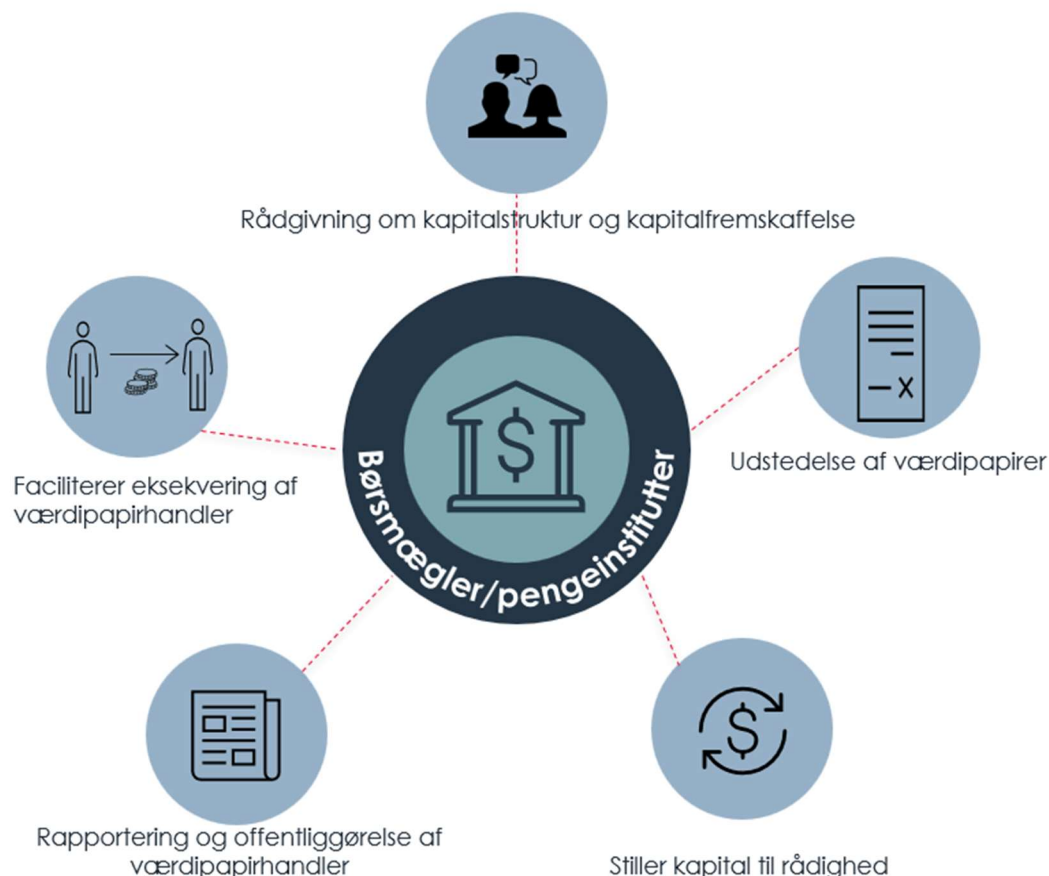 Rådgivning om kapitalstruktur og kapitalfremskaffelse
Udstedelse af værdipapirer
Børsmægler/pengeinstitutter
Faciliterer eksekvering af
værdipapirhandler
Rapportering og offentliggørelse af
værdipapirhandler
Stiller kapital til rådighed